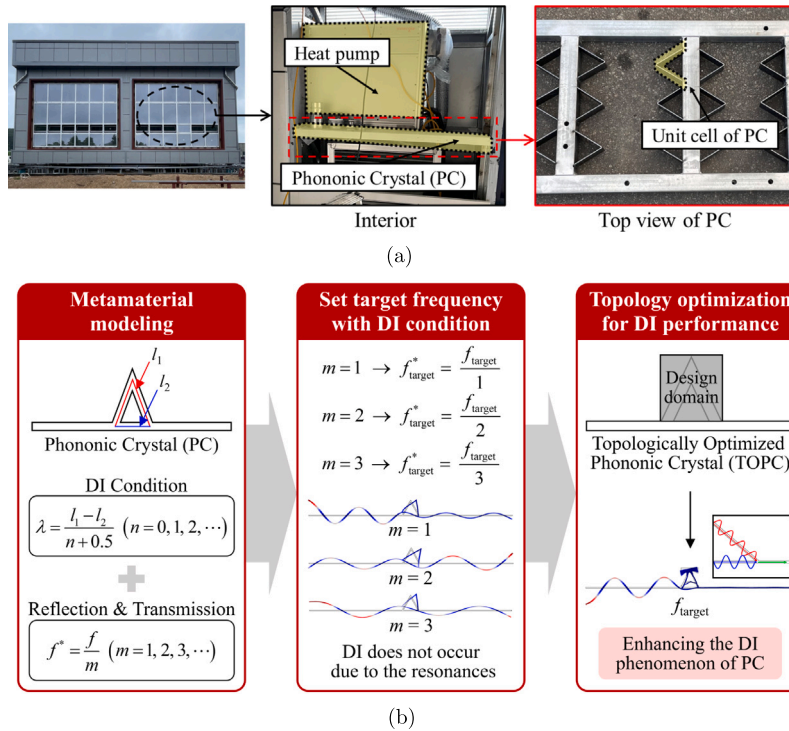 (a)
Heat pump
Phononic Crystal (PC)
Interior
Unit cell of PC
Top view of PC
Metamaterial
modeling
l₁
l₂
Phononic Crystal (PC)
DI Condition
λ = (l₁ − l₂)/(n + 0.5) (n = 0, 1, 2, ⋯)
Reflection & Transmission
f* = f/m (m = 1, 2, 3, ⋯)
Set target frequency
with DI condition
m = 1 → f*target = ftarget/1
m = 2 → f*target = ftarget/2
m = 3 → f*target = ftarget/3
m = 1
m = 2
m = 3
DI does not occur
due to the resonances
Topology optimization
for DI performance
Design
domain
Topologically Optimized
Phononic Crystal (TOPC)
ftarget
Enhancing the DI
phenomenon of PC
(b)